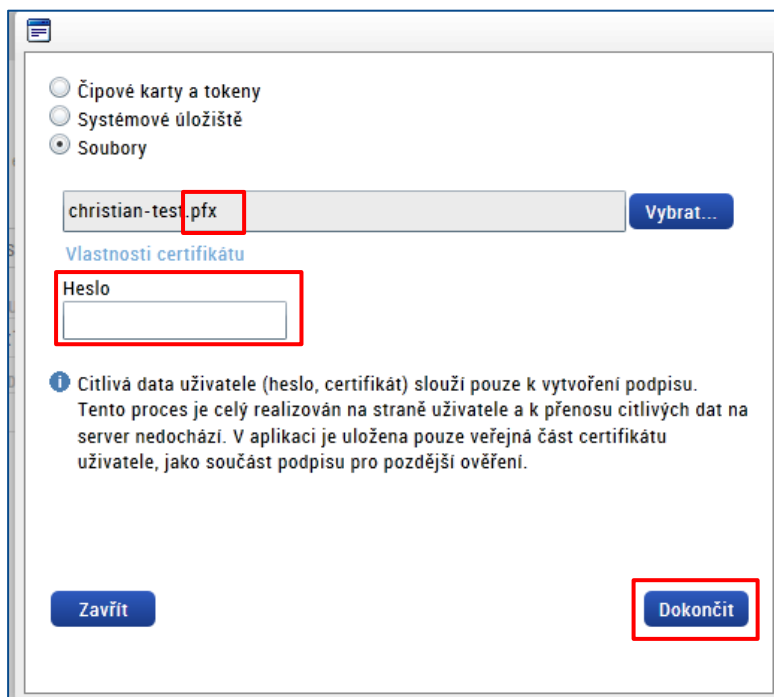 Čipové karty a tokeny
Systémové úložiště
Soubory
christian-test.pfx
Vybrat...
Vlastnosti certifikátu
Heslo
Citlivá data uživatele (heslo, certifikát) slouží pouze k vytvoření podpisu.
Tento proces je celý realizován na straně uživatele a k přenosu citlivých dat na
server nedochází. V aplikaci je uložena pouze veřejná část certifikátu
uživatele, jako součást podpisu pro pozdější ověření.
Zavřít
Dokončit